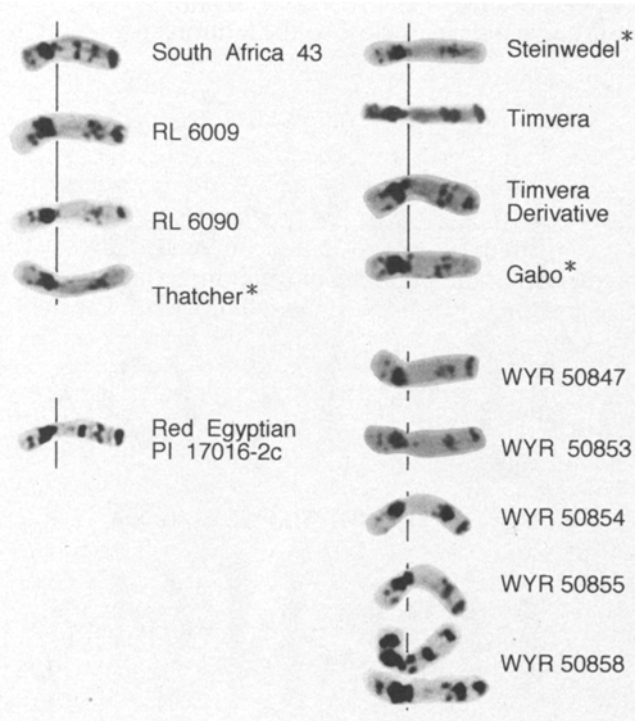 South Africa 43
RL 6009
RL 6090
Thatcher*
Red Egyptian
PI 17016-2c
Steinwedel*
Timvera
Timvera
Derivative
Gabo*
WYR 50847
WYR 50853
WYR 50854
WYR 50855
WYR 50858